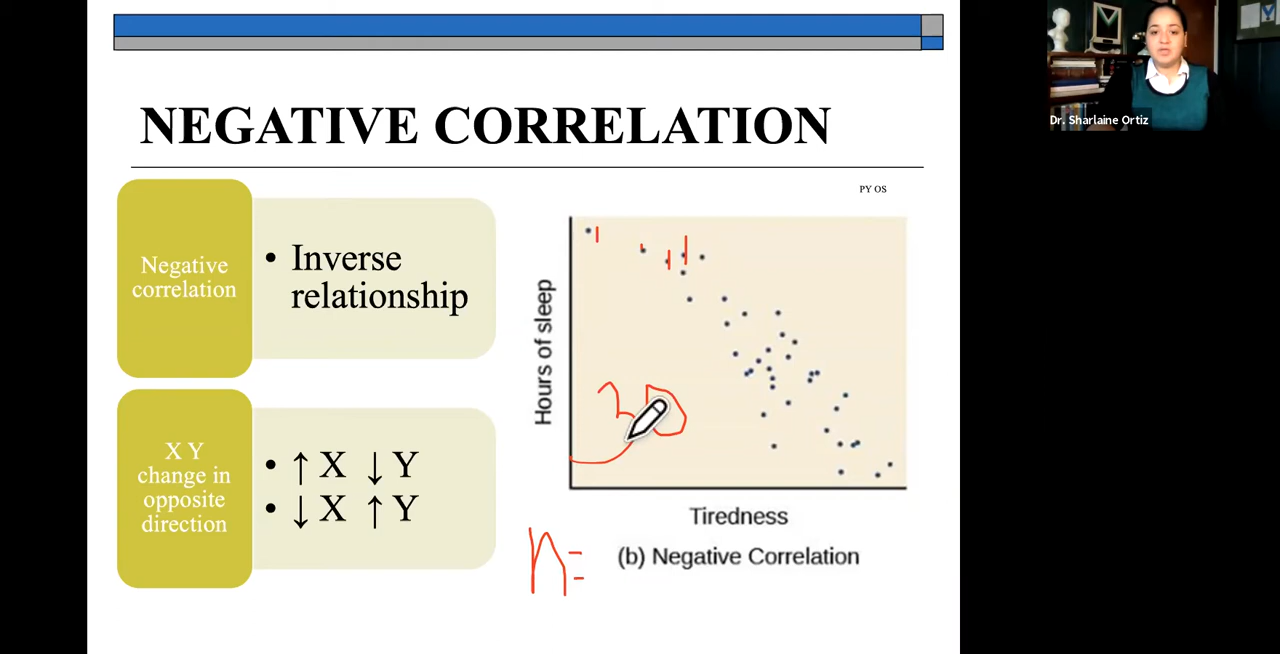 NEGATIVE CORRELATION
Dr. Sharlaine Ortiz
PY OS
Negative
correlation
• Inverse
relationship
X Y
change in
opposite
direction
• ↑ X ↓ Y
• ↓ X ↑ Y
Hours of sleep
30
Tiredness
n=
(b) Negative Correlation